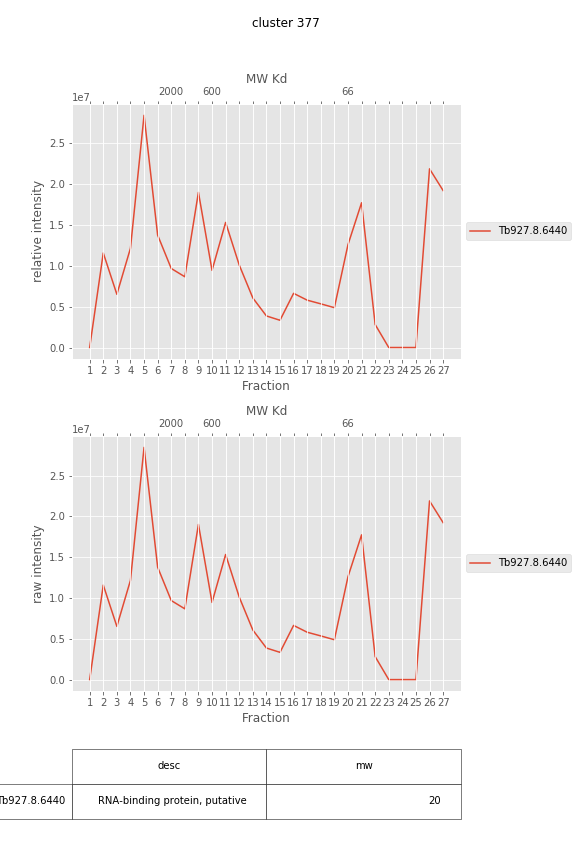 cluster 377
MW Kd
2000 600 66
1e7
2.5
2.0
1.5
1.0
0.5
0.0
relative intensity
Tb927.8.6440
1 2 3 4 5 6 7 8 9 10 11 12 13 14 15 16 17 18 19 20 21 22 23 24 25 26 27
Fraction
MW Kd
2000 600 66
1e7
2.5
2.0
1.5
1.0
0.5
0.0
raw intensity
Tb927.8.6440
1 2 3 4 5 6 7 8 9 10 11 12 13 14 15 16 17 18 19 20 21 22 23 24 25 26 27
Fraction
desc mw
Tb927.8.6440 RNA-binding protein, putative 20